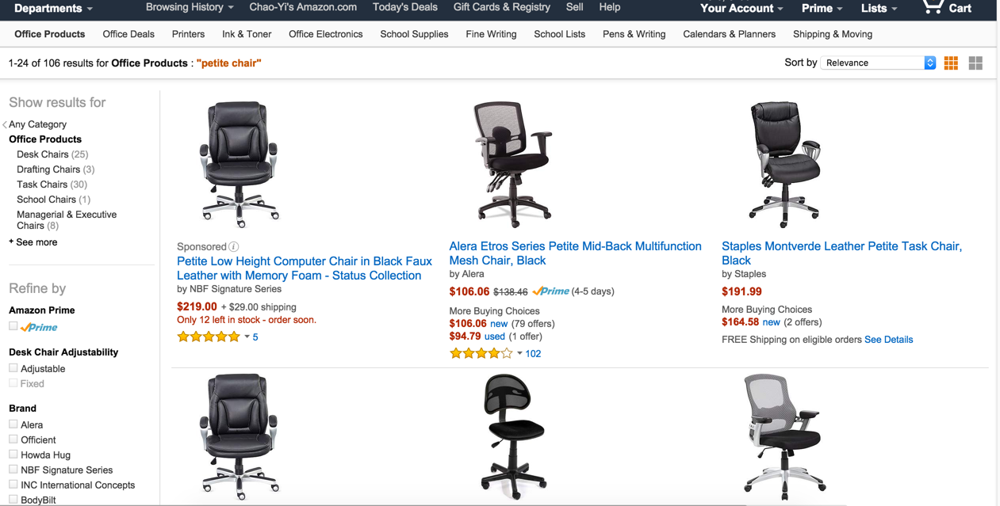 Departments Browsing History Chao-Yi's Amazon.com Today's Deals Gift Cards & Registry Sell Help Your Account Prime Lists Cart
Office Products Office Deals Printers Ink & Toner Office Electronics School Supplies Fine Writing School Lists Pens & Writing Calendars & Planners Shipping & Moving
1-24 of 106 results for Office Products : "petite chair"
Sort by Relevance
Show results for
Any Category
Office Products
Desk Chairs (25)
Drafting Chairs (3)
Task Chairs (30)
School Chairs (1)
Managerial & Executive
Chairs (8)
+ See more
Refine by
Amazon Prime
Prime
Desk Chair Adjustability
Adjustable
Fixed
Brand
Alera
Officient
Howda Hug
NBF Signature Series
INC International Concepts
BodyBilt
Sponsored i
Petite Low Height Computer Chair in Black Faux
Leather with Memory Foam - Status Collection
by NBF Signature Series
$219.00 + $29.00 shipping
Only 12 left in stock - order soon.
5
Alera Etros Series Petite Mid-Back Multifunction
Mesh Chair, Black
by Alera
$106.06 $138.46 Prime (4-5 days)
More Buying Choices
$106.06 new (79 offers)
$94.79 used (1 offer)
102
Staples Montverde Leather Petite Task Chair,
Black
by Staples
$191.99
More Buying Choices
$164.58 new (2 offers)
FREE Shipping on eligible orders See Details